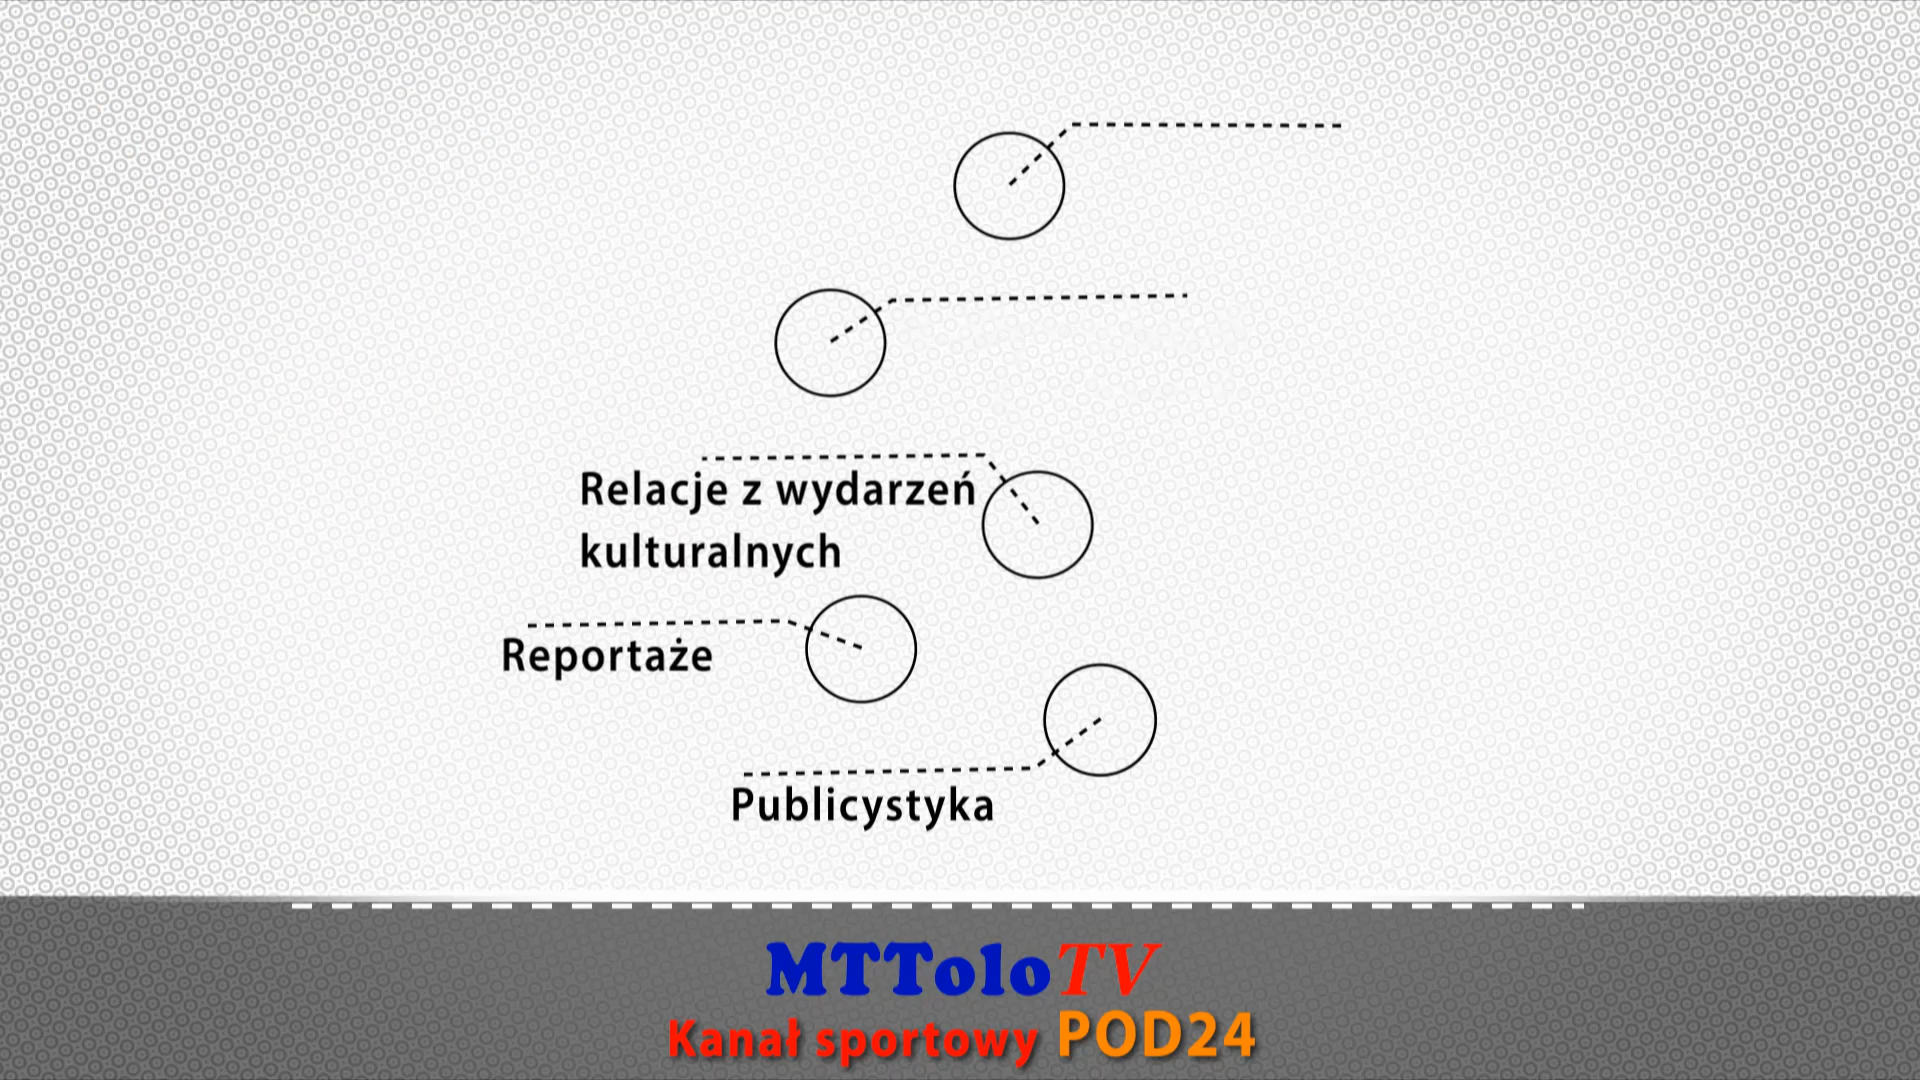 Relacje z wydarzeń
kulturalnych
Reportaże
Publicystyka
MTToloTV
Kanał sportowy POD24